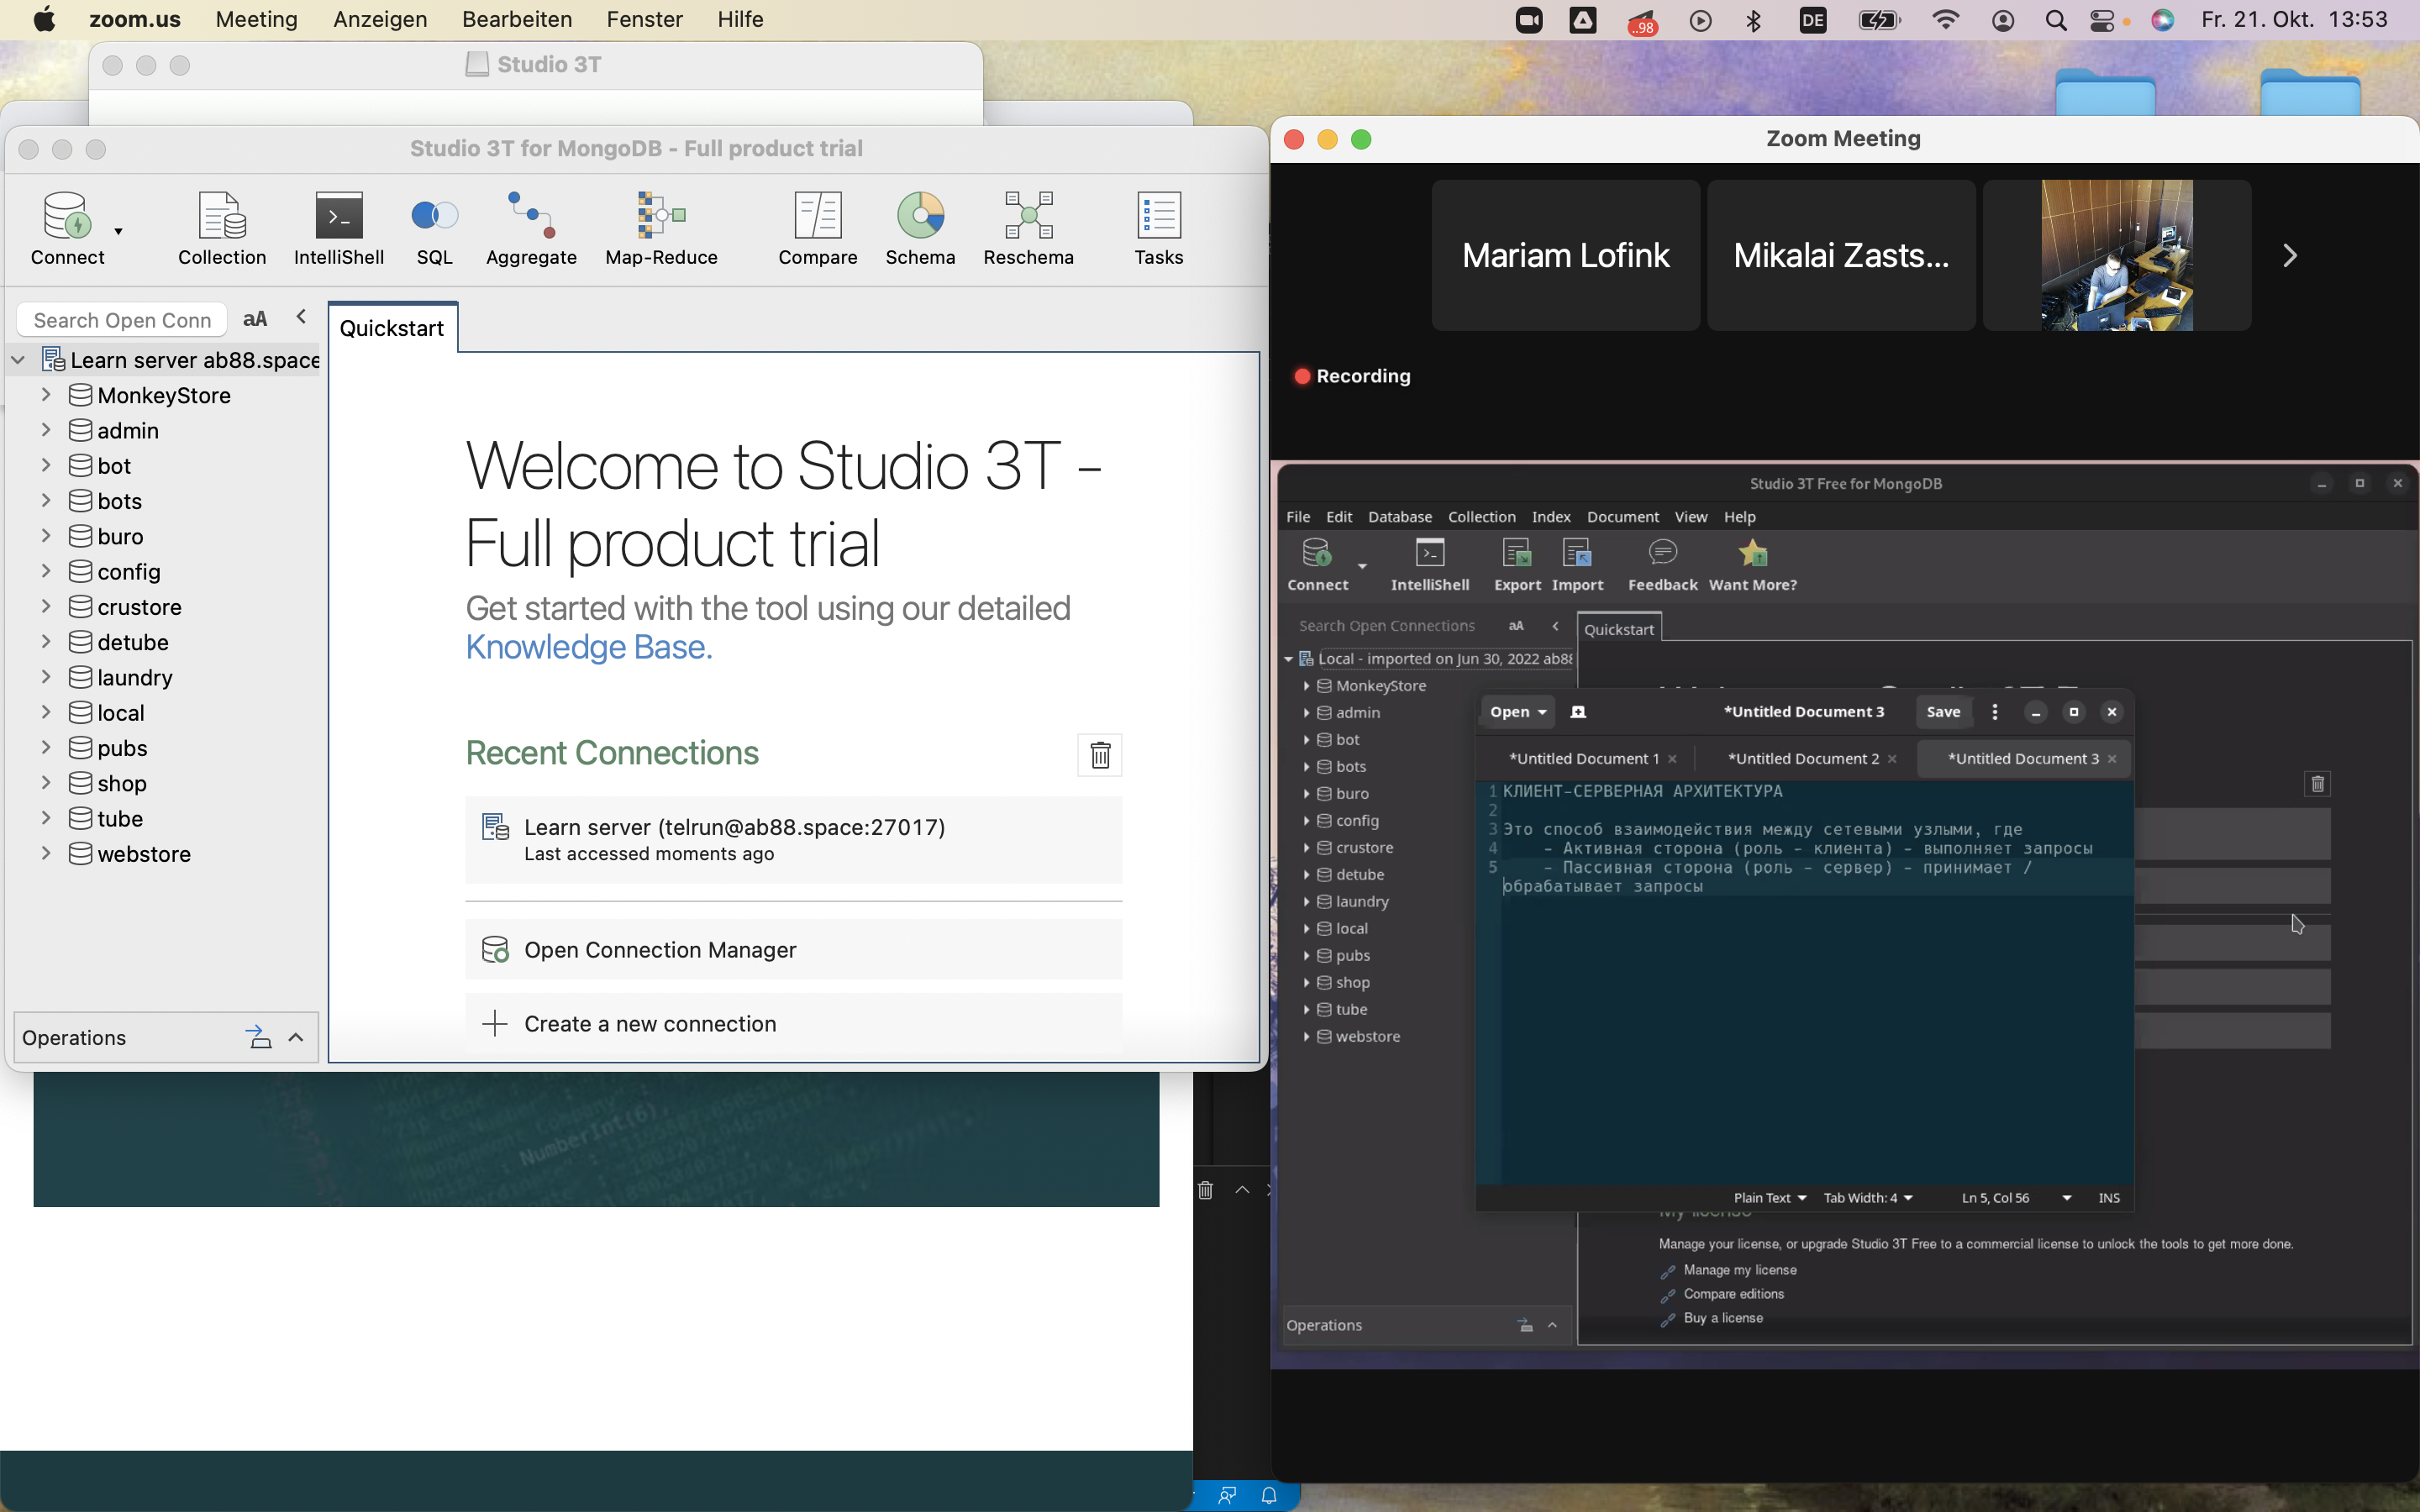 zoom.us Meeting Anzeigen Bearbeiten Fenster Hilfe
..98 DE Fr. 21. Okt. 13:53
Studio 3T
Studio 3T for MongoDB - Full product trial
Connect Collection IntelliShell SQL Aggregate Map-Reduce Compare Schema Reschema Tasks
Search Open Conn aA
Quickstart
Learn server ab88.space
MonkeyStore
admin
bot
bots
buro
config
crustore
detube
laundry
local
pubs
shop
tube
webstore
Operations
Welcome to Studio 3T -
Full product trial
Get started with the tool using our detailed
Knowledge Base.
Recent Connections
Learn server (telrun@ab88.space:27017)
Last accessed moments ago
Open Connection Manager
Create a new connection
NumberInt(6),
Zoom Meeting
Mariam Lofink
Mikalai Zasts...
Recording
Studio 3T Free for MongoDB
File Edit Database Collection Index Document View Help
Connect IntelliShell Export Import Feedback Want More?
Search Open Connections aA
Quickstart
Local - imported on Jun 30, 2022 ab88
MonkeyStore
admin
bot
bots
buro
config
crustore
detube
laundry
local
pubs
shop
tube
webstore
Operations
Open *Untitled Document 3 Save
*Untitled Document 1 *Untitled Document 2 *Untitled Document 3
1 КЛИЕНТ-СЕРВЕРНАЯ АРХИТЕКТУРА
2
3 Это способ взаимодействия между сетевыми узлыми, где
4 - Активная сторона (роль - клиента) - выполняет запросы
5 - Пассивная сторона (роль - сервер) - принимает /
обрабатывает запросы
Plain Text Tab Width: 4 Ln 5, Col 56 INS
My license
Manage your license, or upgrade Studio 3T Free to a commercial license to unlock the tools to get more done.
Manage my license
Compare editions
Buy a license